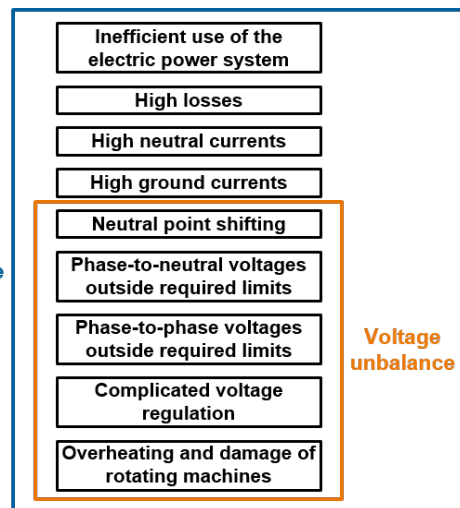 Inefficient use of the
electric power system
High losses
High neutral currents
High ground currents
Neutral point shifting
Phase-to-neutral voltages
outside required limits
Phase-to-phase voltages
outside required limits
Voltage
unbalance
Complicated voltage
regulation
Overheating and damage of
rotating machines